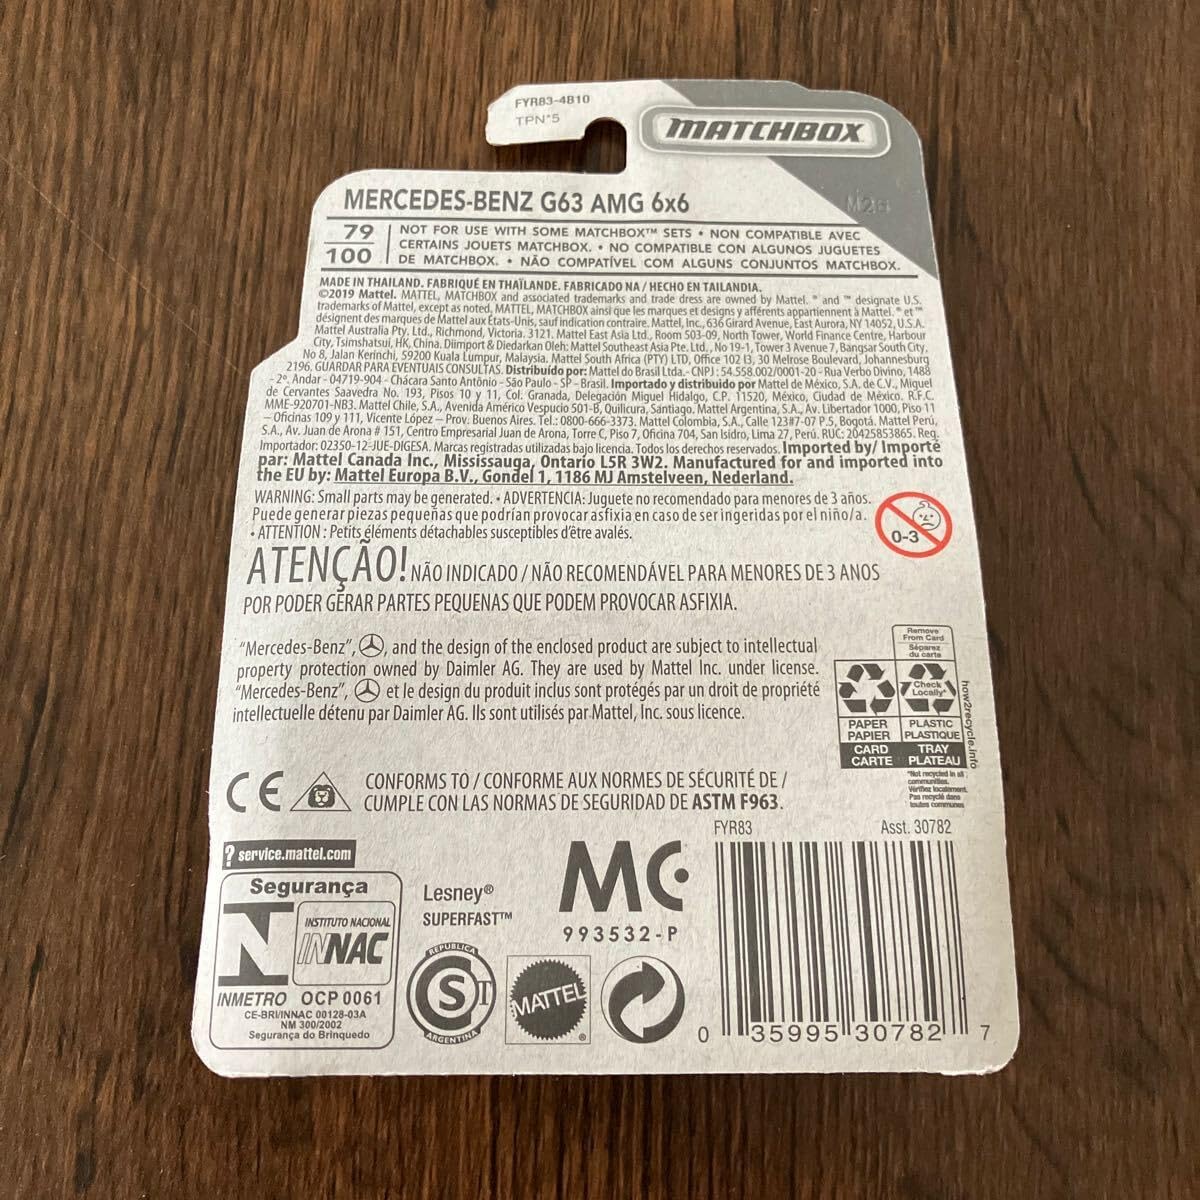 FYR83-4B10
TPN*5
MATCHBOX
MERCEDES-BENZ G63 AMG 6x6
79
100
NOT FOR USE WITH SOME MATCHBOX™ SETS • NON COMPATIBLE AVEC
CERTAINS JOUETS MATCHBOX. • NO COMPATIBLE CON ALGUNOS JUGUETES
DE MATCHBOX. • NÃO COMPATÍVEL COM ALGUNS CONJUNTOS MATCHBOX.
MADE IN THAILAND. FABRIQUÉ EN THAÏLANDE. FABRICADO NA / HECHO EN TAILANDIA.
©2019 Mattel. MATTEL, MATCHBOX and associated trademarks and trade dress are owned by Mattel. ® and ™ designate U.S.
trademarks of Mattel, except as noted. MATTEL, MATCHBOX ainsi que les marques et designs y afférents appartiennent à Mattel. ® et ™
désignent des marques de Mattel aux États-Unis, sauf indication contraire. Mattel, Inc., 636 Girard Avenue, East Aurora, NY 14052, U.S.A.
Mattel Australia Pty. Ltd., Richmond, Victoria. 3121. Mattel East Asia Ltd., Room 503-09, North Tower, World Finance Centre, Harbour
City, Tsimshatsui, HK, China. Diimport & Diedarkan Oleh: Mattel Southeast Asia Pte. Ltd., No 19-1, Tower 3 Avenue 7, Bangsar South City,
No 8, Jalan Kerinchi, 59200 Kuala Lumpur, Malaysia. Mattel South Africa (PTY) LTD, Office 102 I3, 30 Melrose Boulevard, Johannesburg
2196. GUARDAR PARA EVENTUAIS CONSULTAS. Distribuído por: Mattel do Brasil Ltda.- CNPJ : 54.558.002/0001-20 - Rua Verbo Divino, 1488
- 2º. Andar - 04719-904 - Chácara Santo Antônio - São Paulo - SP - Brasil. Importado y distribuido por Mattel de México, S.A. de C.V., Miguel
de Cervantes Saavedra No. 193, Pisos 10 y 11, Col. Granada, Delegación Miguel Hidalgo, C.P. 11520, México, Ciudad de México. R.F.C.
MME-920701-NB3. Mattel Chile, S.A., Avenida Américo Vespucio 501-B, Quilicura, Santiago. Mattel Argentina, S.A., Av. Libertador 1000, Piso 11
– Oficinas 109 y 111, Vicente López – Prov. Buenos Aires. Tel.: 0800-666-3373. Mattel Colombia, S.A., Calle 123#7-07 P.5, Bogotá. Mattel Perú,
S.A., Av. Juan de Arona # 151, Centro Empresarial Juan de Arona, Torre C, Piso 7, Oficina 704, San Isidro, Lima 27, Perú. RUC: 20425853865. Reg.
Importador: 02350-12-JUE-DIGESA. Marcas registradas utilizadas bajo licencia. Todos los derechos reservados. Imported by/ Importé
par: Mattel Canada Inc., Mississauga, Ontario L5R 3W2. Manufactured for and imported into
the EU by: Mattel Europa B.V., Gondel 1, 1186 MJ Amstelveen, Nederland.
WARNING: Small parts may be generated. • ADVERTENCIA: Juguete no recomendado para menores de 3 años.
Puede generar piezas pequeñas que podrían provocar asfixia en caso de ser ingeridas por el niño/a.
• ATTENTION : Petits éléments détachables susceptibles d'être avalés.
0-3
ATENÇÃO! NÃO INDICADO / NÃO RECOMENDÁVEL PARA MENORES DE 3 ANOS
POR PODER GERAR PARTES PEQUENAS QUE PODEM PROVOCAR ASFIXIA.
"Mercedes-Benz", and the design of the enclosed product are subject to intellectual
property protection owned by Daimler AG. They are used by Mattel Inc. under license.
"Mercedes-Benz", et le design du produit inclus sont protégés par un droit de propriété
intellectuelle détenu par Daimler AG. Ils sont utilisés par Mattel, Inc. sous licence.
Remove
From Card
Séparez
du carte
Check
Locally*
PAPER
PAPIER
CARD
CARTE
PLASTIC
PLASTIQUE
TRAY
PLATEAU
how2recycle.info
*Not recycled in all
communities.
Vérifiez localement.
Pas recyclé dans
toutes communes
CE
CONFORMS TO / CONFORME AUX NORMES DE SÉCURITÉ DE /
CUMPLE CON LAS NORMAS DE SEGURIDAD DE ASTM F963.
FYR83
Asst. 30782
? service.mattel.com
Segurança
INSTITUTO NACIONAL
INNAC
INMETRO OCP 0061
CE-BRI/INNAC 00128-03A
NM 300/2002
Segurança do Brinquedo
Lesney®
SUPERFAST™
MC
993532-P
REPUBLICA
S T
ARGENTINA
MATTEL
®
0 35995 30782 7